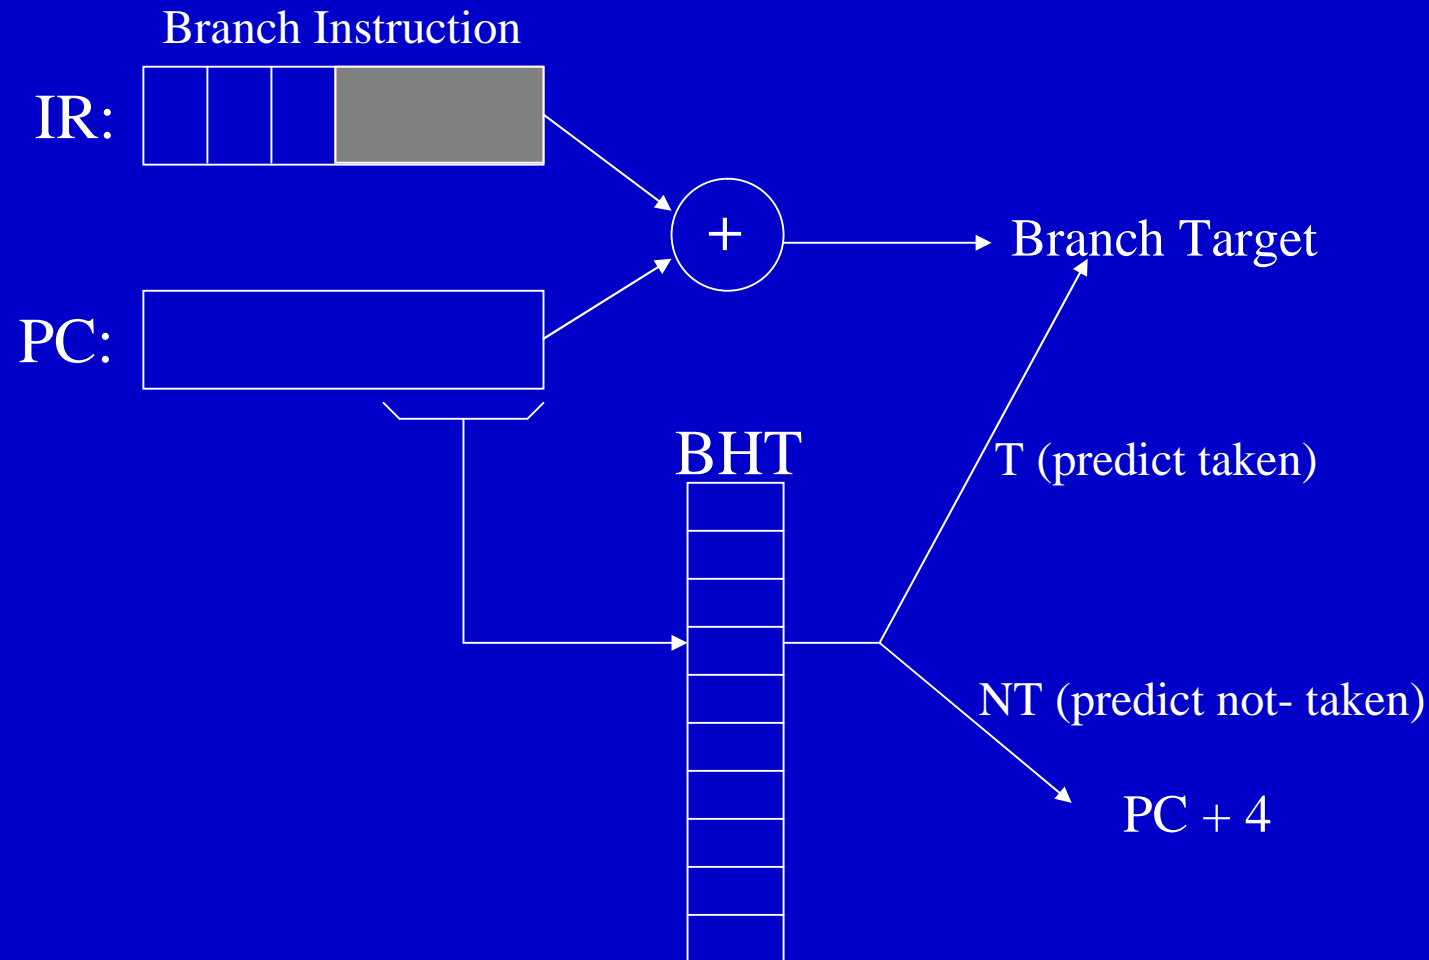 Branch Instruction
IR:
+
Branch Target
PC:
BHT
T (predict taken)
NT (predict not- taken)
PC + 4